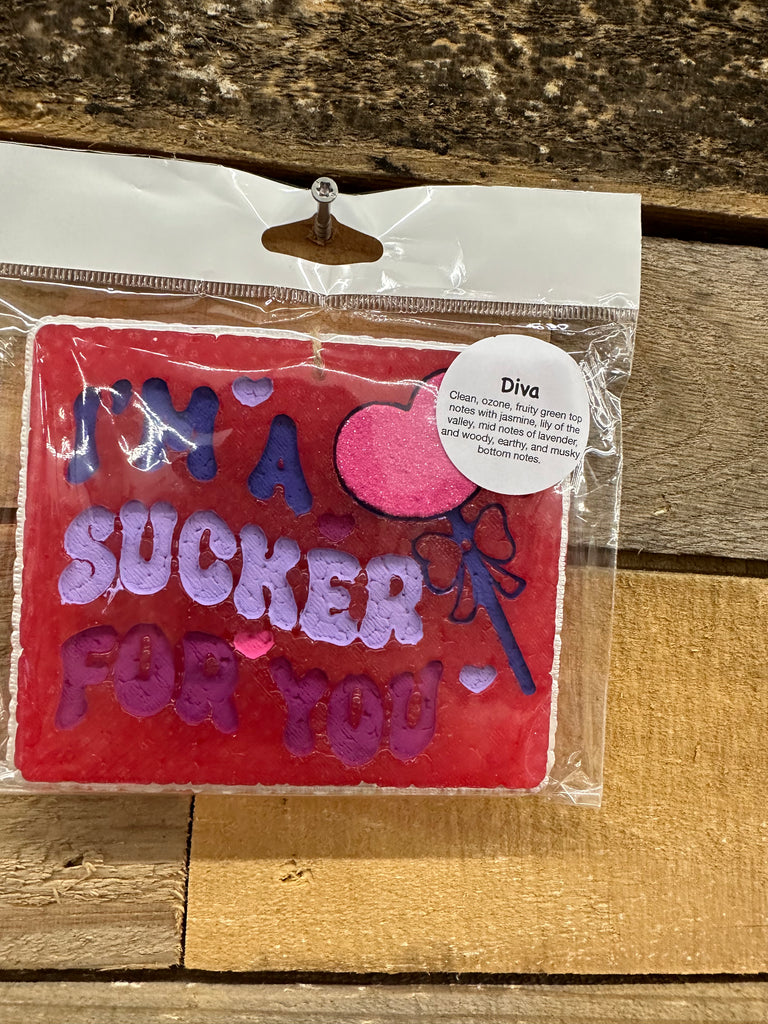 I'M A
SUCKER
FOR YOU
Diva
Clean, ozone, fruity green top
notes with jasmine, lily of the
valley, mid notes of lavender,
and woody, earthy, and musky
bottom notes.